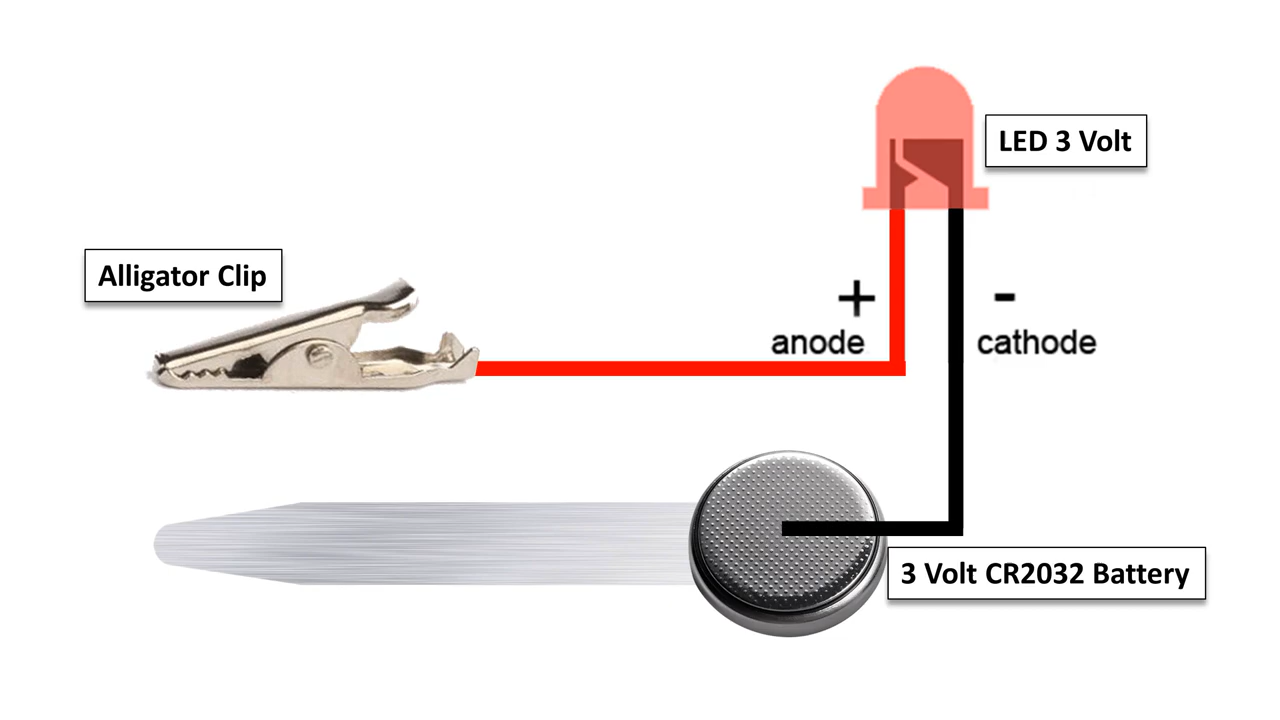 LED 3 Volt
Alligator Clip
+ -
anode cathode
3 Volt CR2032 Battery